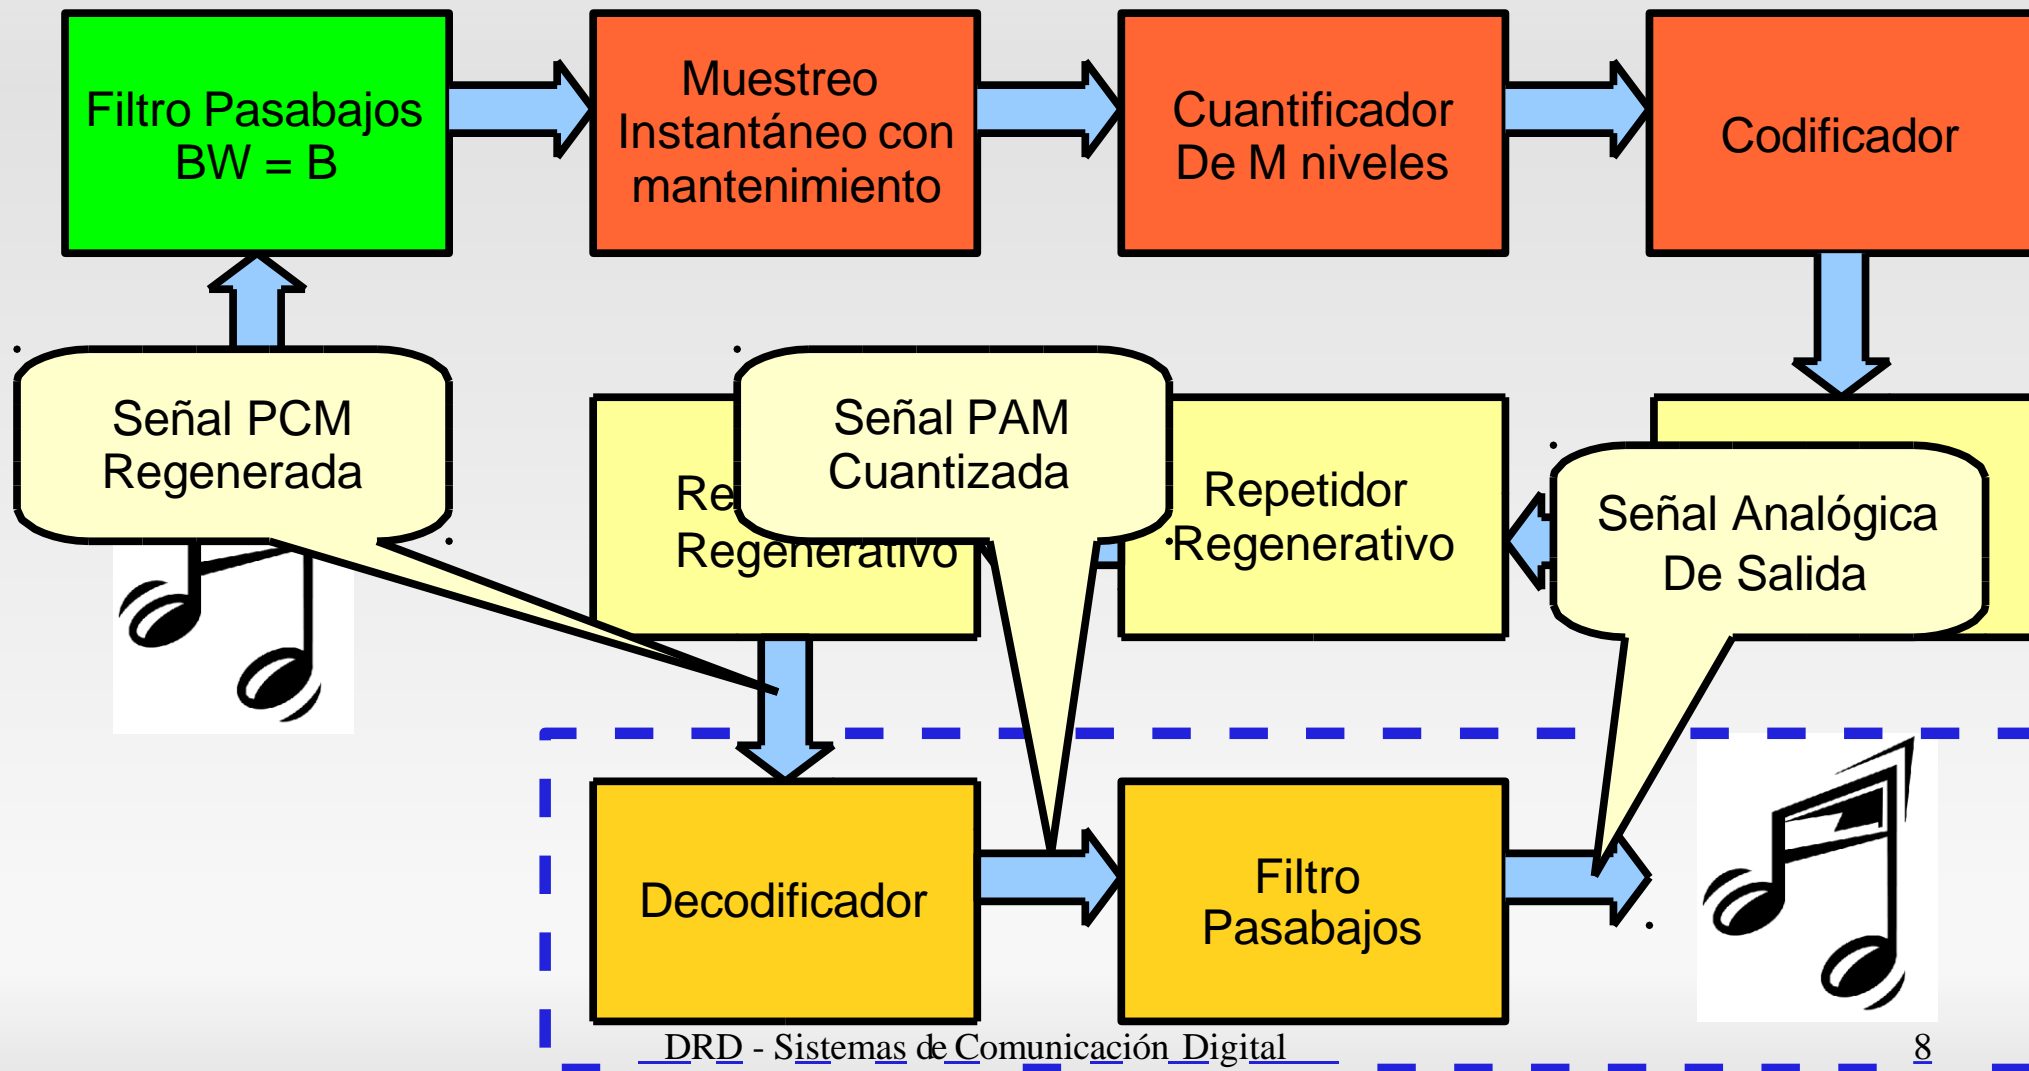 Filtro Pasabajos
BW = B
Muestreo
Instantáneo con
mantenimiento
Cuantificador
De M niveles
Codificador
Señal PCM
Regenerada
Regenerativo
Señal PAM
Cuantizada
Repetidor
Regenerativo
Señal Analógica
De Salida
Decodificador
Filtro
Pasabajos
DRD - Sistemas de Comunicación Digital
8